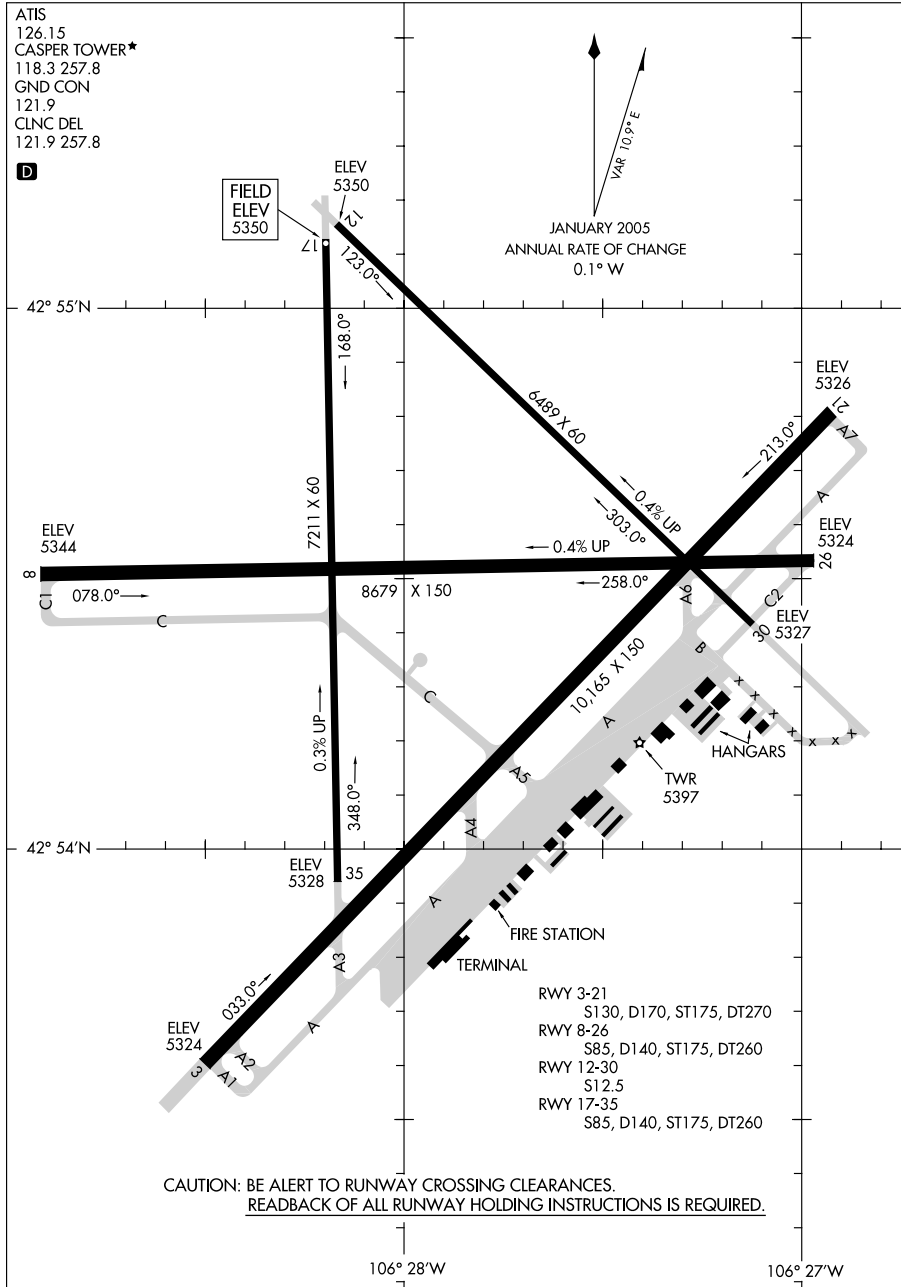 ATIS
126.15
CASPER TOWER★
118.3 257.8
GND CON
121.9
CLNC DEL
121.9 257.8
D
VAR 10.9° E
JANUARY 2005
ANNUAL RATE OF CHANGE
0.1° W
FIELD
ELEV
5350
ELEV
5350
12
17
123.0°
42° 55'N
168.0°
ELEV
5326
21
A7
213.0°
6489 X 60
A
7211 X 60
0.4% UP
303.0°
ELEV
5344
0.4% UP
ELEV
5324
8
26
258.0°
078.0°
8679 X 150
C1
C
A6
C2
ELEV
5327
30
B
10,165 X 150
C
A
0.3% UP
HANGARS
TWR
5397
348.0°
A5
A4
42° 54'N
ELEV
5328
35
A
FIRE STATION
TERMINAL
A3
033.0°
A
ELEV
5324
3
A2
A1
RWY 3-21
S130, D170, ST175, DT270
RWY 8-26
S85, D140, ST175, DT260
RWY 12-30
S12.5
RWY 17-35
S85, D140, ST175, DT260
CAUTION: BE ALERT TO RUNWAY CROSSING CLEARANCES.
READBACK OF ALL RUNWAY HOLDING INSTRUCTIONS IS REQUIRED.
106° 28'W
106° 27'W